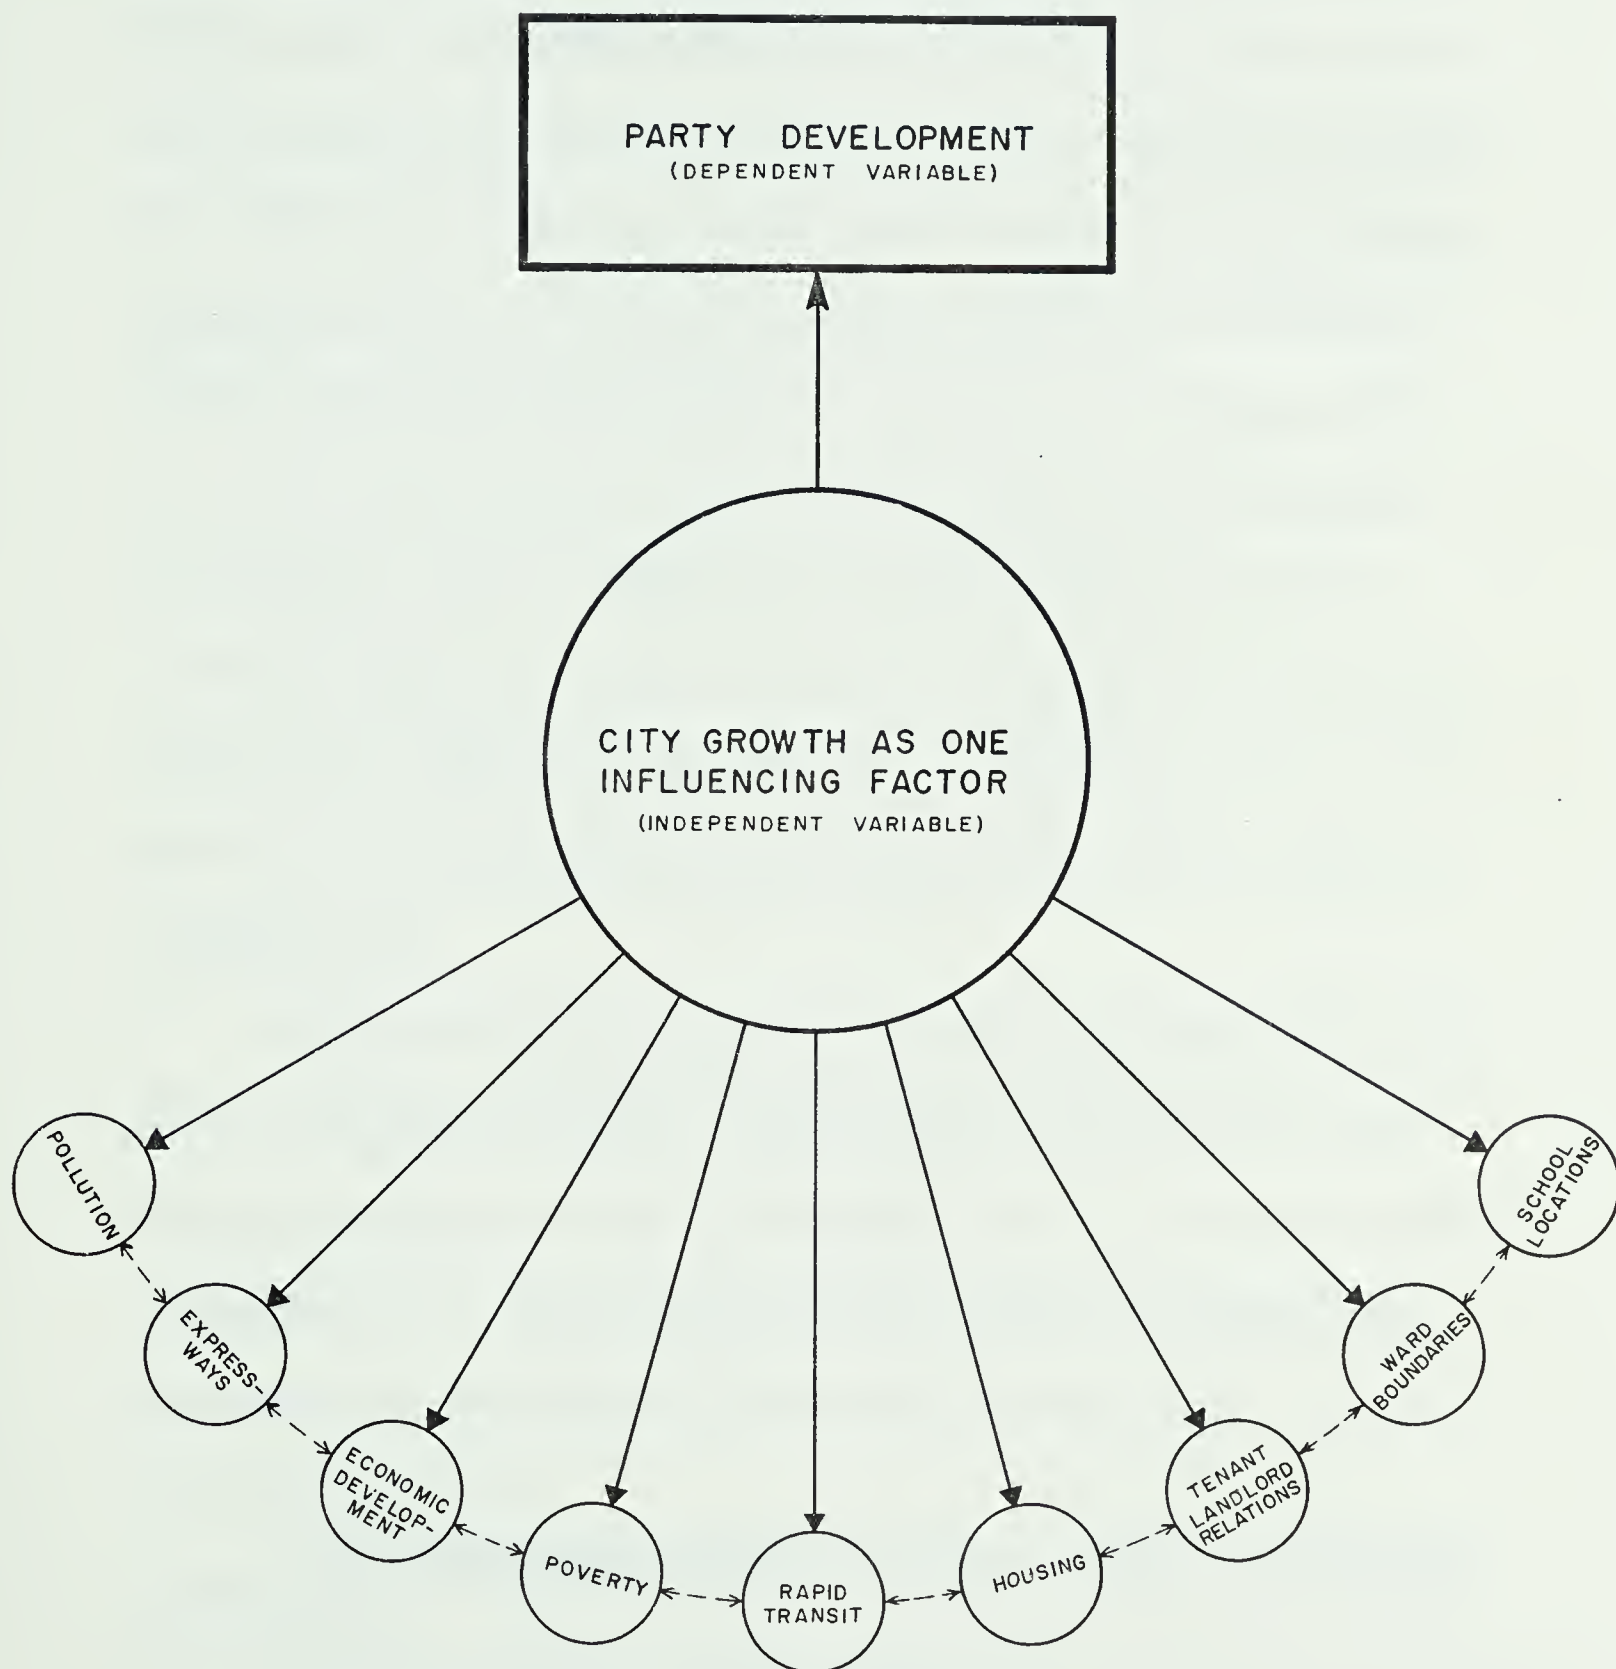 PARTY DEVELOPMENT
(DEPENDENT VARIABLE)
CITY GROWTH AS ONE
INFLUENCING FACTOR
(INDEPENDENT VARIABLE)
POLLUTION
EXPRESS-
WAYS
ECONOMIC
DEVELOP-
MENT
POVERTY
RAPID
TRANSIT
HOUSING
TENANT
LANDLORD
RELATIONS
WARD
BOUNDARIES
SCHOOL
LOCATIONS